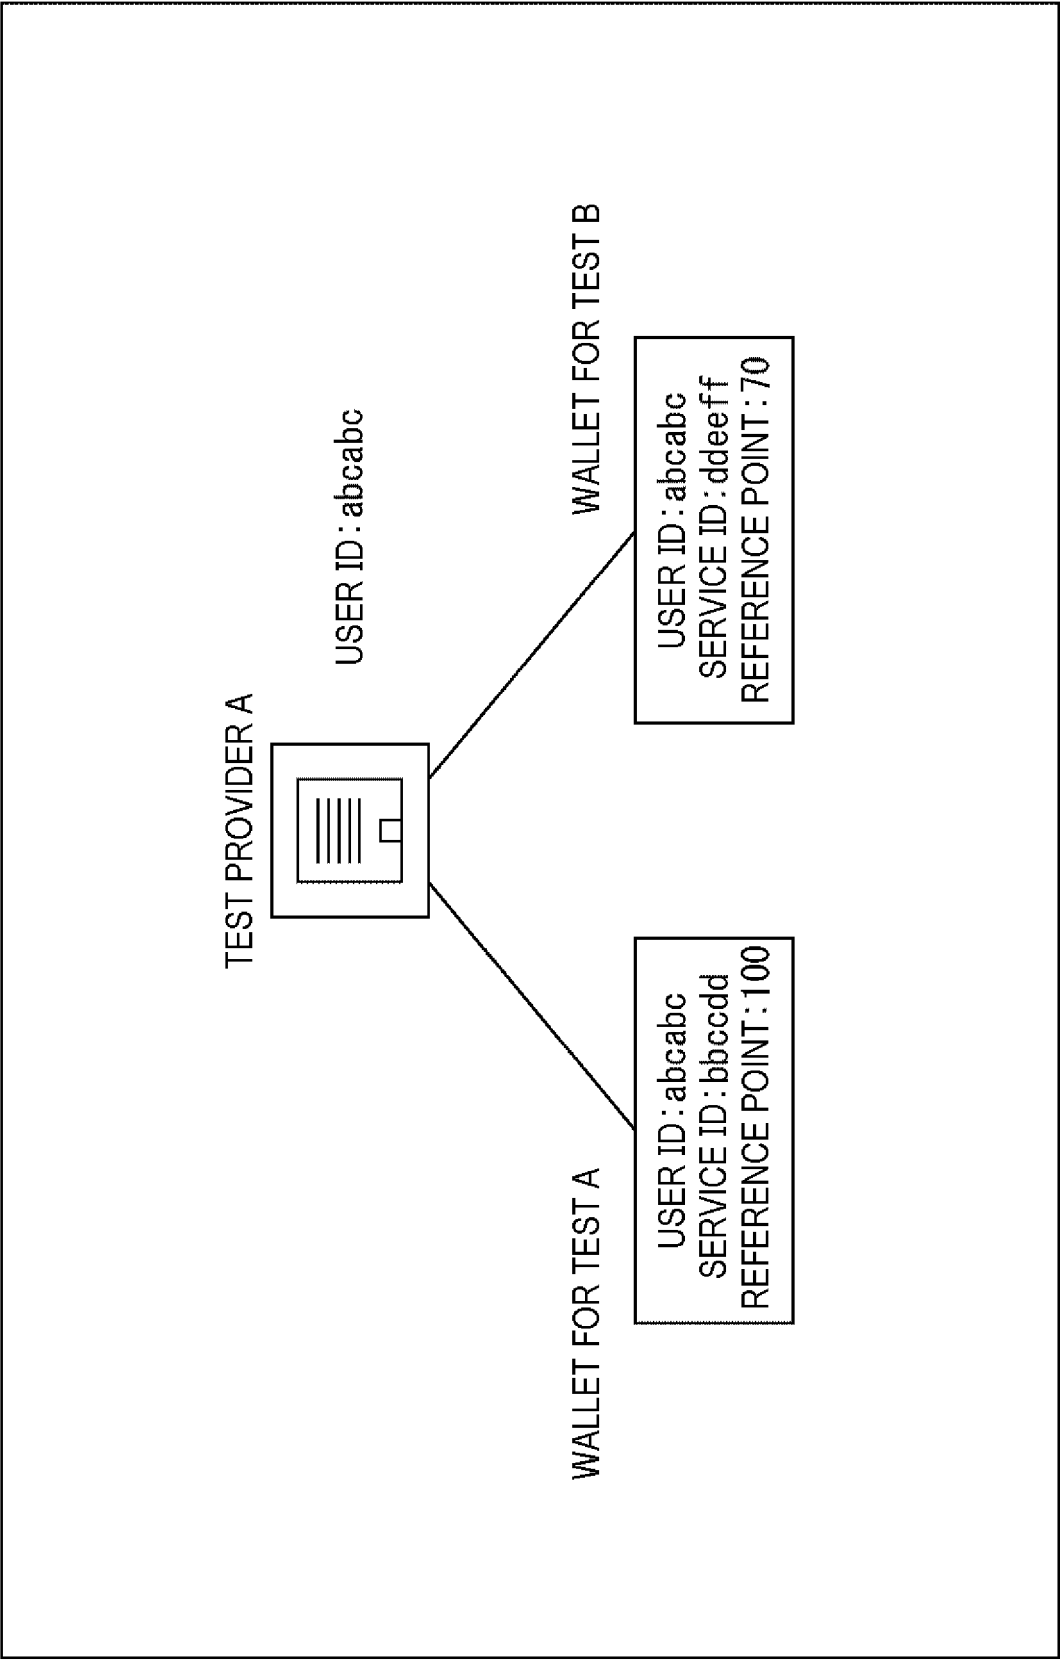 TEST PROVIDER A
USER ID:abcabc
WALLET FOR TEST A
USER ID:abcabc
SERVICE ID:bbccdd
REFERENCE POINT:100
WALLET FOR TEST B
USER ID:abcabc
SERVICE ID:ddeeff
REFERENCE POINT:70